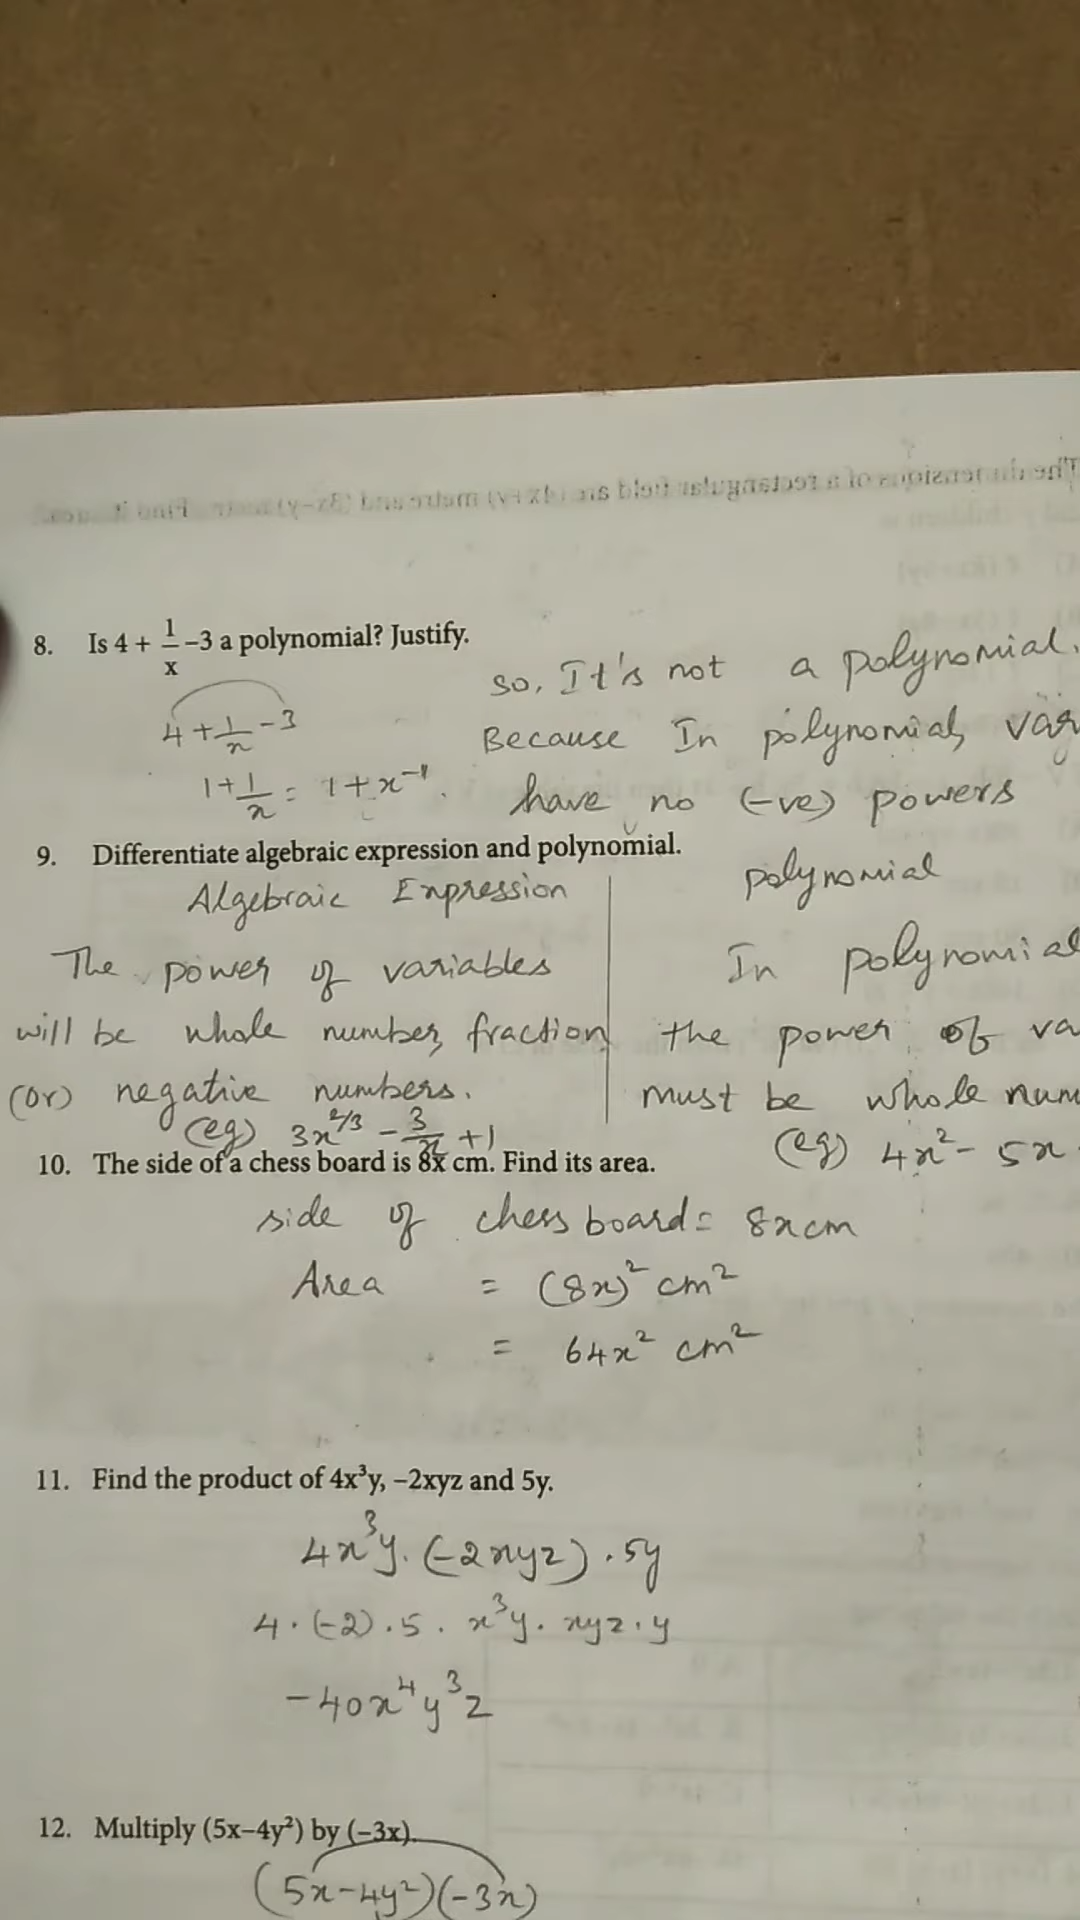 8. Is 4 + 1/x –3 a polynomial? Justify.
4 + 1/x - 3
1 + 1/x = 1 + x⁻¹.
so, It's not a polynomial.
Because In polynomial, var
have no (-ve) powers
9. Differentiate algebraic expression and polynomial.
Algebraic Expression
The power of variables
will be whole number, fraction
(or) negative numbers.
(eg) 3x^2/3 - 3/x + 1
polynomial
In polynomial
the power of va
must be whole num
(eg) 4x² - 5x
10. The side of a chess board is 8x cm. Find its area.
side of chess board = 8x cm
Area = (8x)² cm²
= 64x² cm²
11. Find the product of 4x³y, –2xyz and 5y.
4x³y. (-2xyz) . 5y
4 . (-2) . 5 . x³y . xyz . y
-40x⁴y³z
12. Multiply (5x–4y²) by (–3x).
(5x-4y²)(-3x)